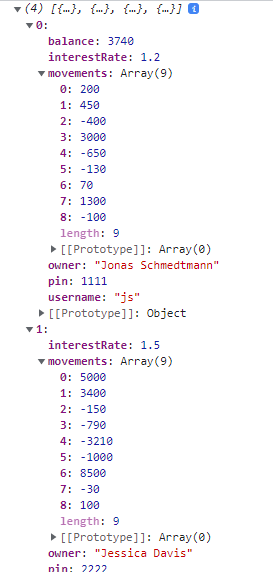 (4) [{…}, {…}, {…}, {…}] i
0:
balance: 3740
interestRate: 1.2
movements: Array(9)
0: 200
1: 450
2: -400
3: 3000
4: -650
5: -130
6: 70
7: 1300
8: -100
length: 9
[[Prototype]]: Array(0)
owner: "Jonas Schmedtmann"
pin: 1111
username: "js"
[[Prototype]]: Object
1:
interestRate: 1.5
movements: Array(9)
0: 5000
1: 3400
2: -150
3: -790
4: -3210
5: -1000
6: 8500
7: -30
8: 100
length: 9
[[Prototype]]: Array(0)
owner: "Jessica Davis"
pin: 2222